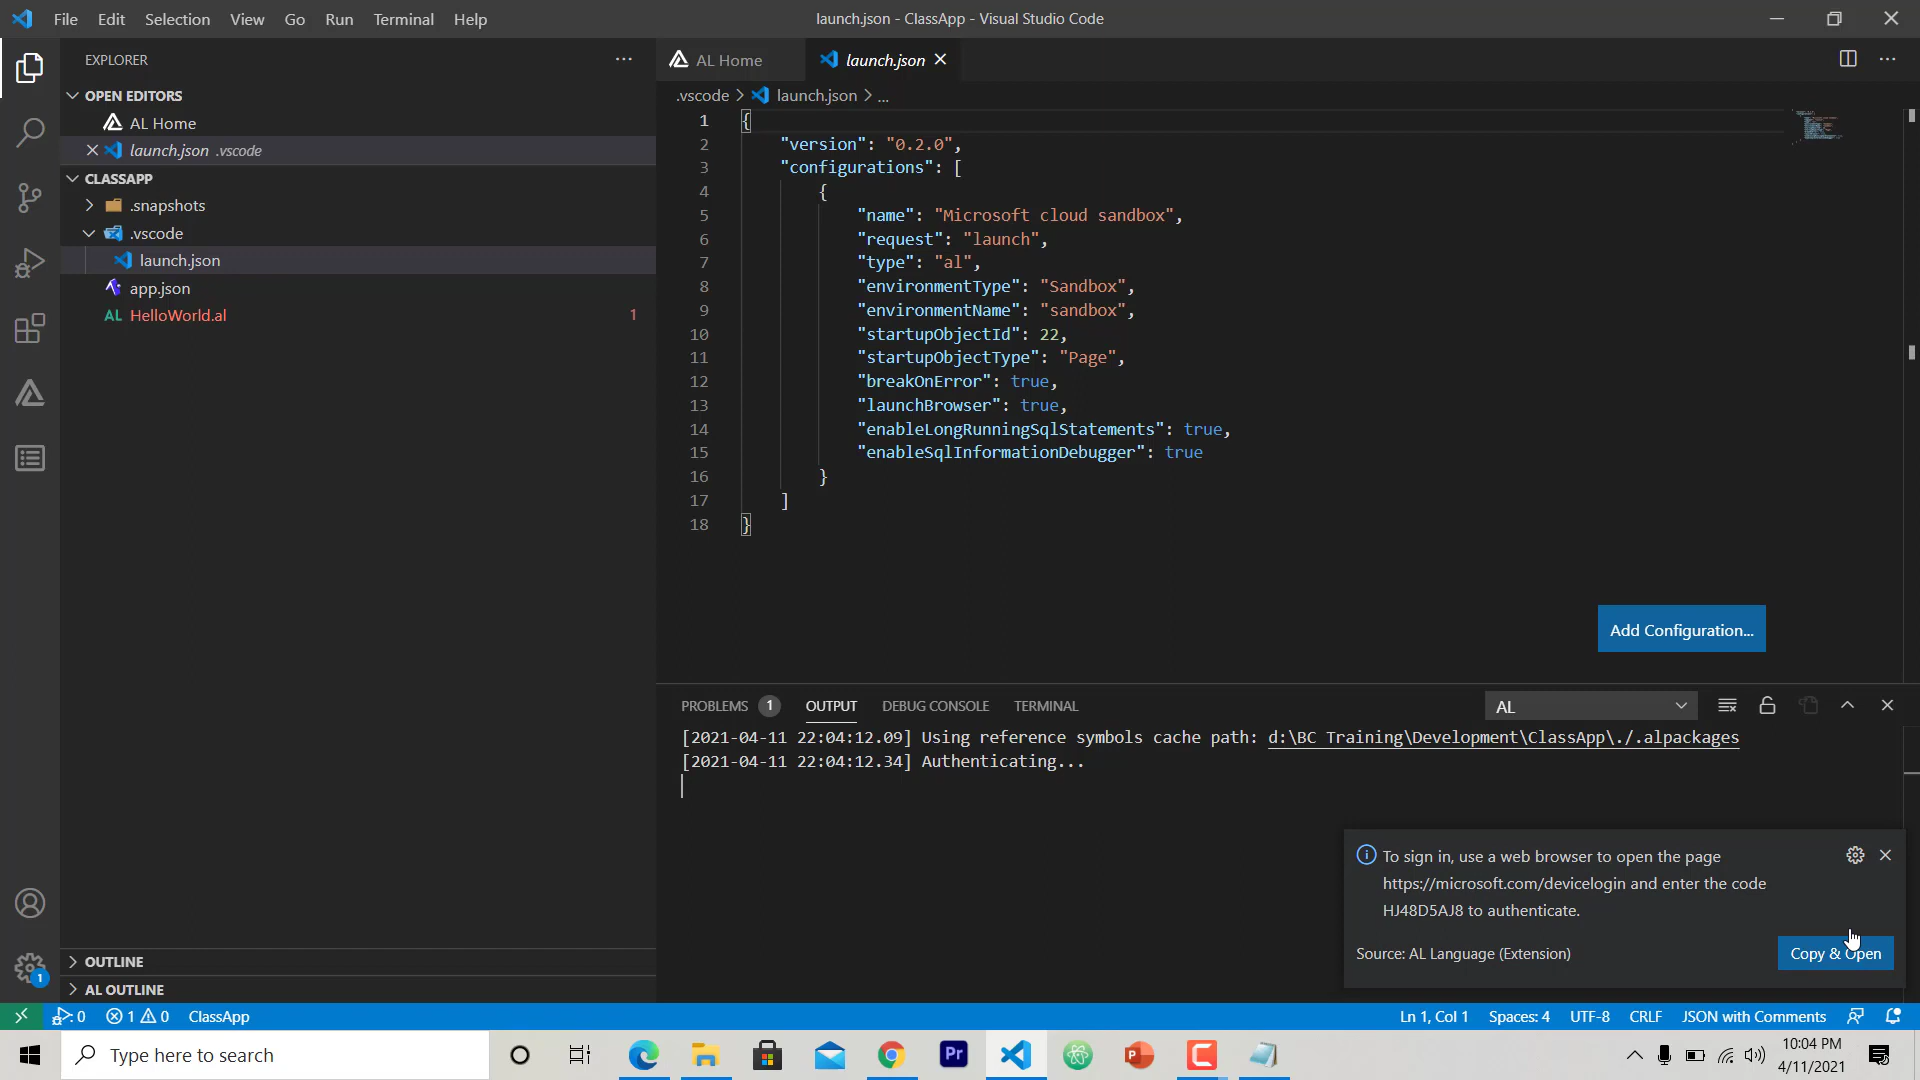 File Edit Selection View Go Run Terminal Help
launch.json - ClassApp - Visual Studio Code
EXPLORER
OPEN EDITORS
AL Home
launch.json .vscode
CLASSAPP
.snapshots
.vscode
launch.json
app.json
AL HelloWorld.al 1
OUTLINE
AL OUTLINE
AL Home
launch.json
.vscode > launch.json > ...
1 {
2 "version": "0.2.0",
3 "configurations": [
4 {
5 "name": "Microsoft cloud sandbox",
6 "request": "launch",
7 "type": "al",
8 "environmentType": "Sandbox",
9 "environmentName": "sandbox",
10 "startupObjectId": 22,
11 "startupObjectType": "Page",
12 "breakOnError": true,
13 "launchBrowser": true,
14 "enableLongRunningSqlStatements": true,
15 "enableSqlInformationDebugger": true
16 }
17 ]
18 }
Add Configuration...
PROBLEMS 1 OUTPUT DEBUG CONSOLE TERMINAL
AL
[2021-04-11 22:04:12.09] Using reference symbols cache path: d:\BC Training\Development\ClassApp\./.alpackages
[2021-04-11 22:04:12.34] Authenticating...
To sign in, use a web browser to open the page
https://microsoft.com/devicelogin and enter the code
HJ48D5AJ8 to authenticate.
Source: AL Language (Extension)
Copy & Open
1
0
1 0
ClassApp
Ln 1, Col 1 Spaces: 4 UTF-8 CRLF JSON with Comments
Type here to search
Pr
10:04 PM
4/11/2021